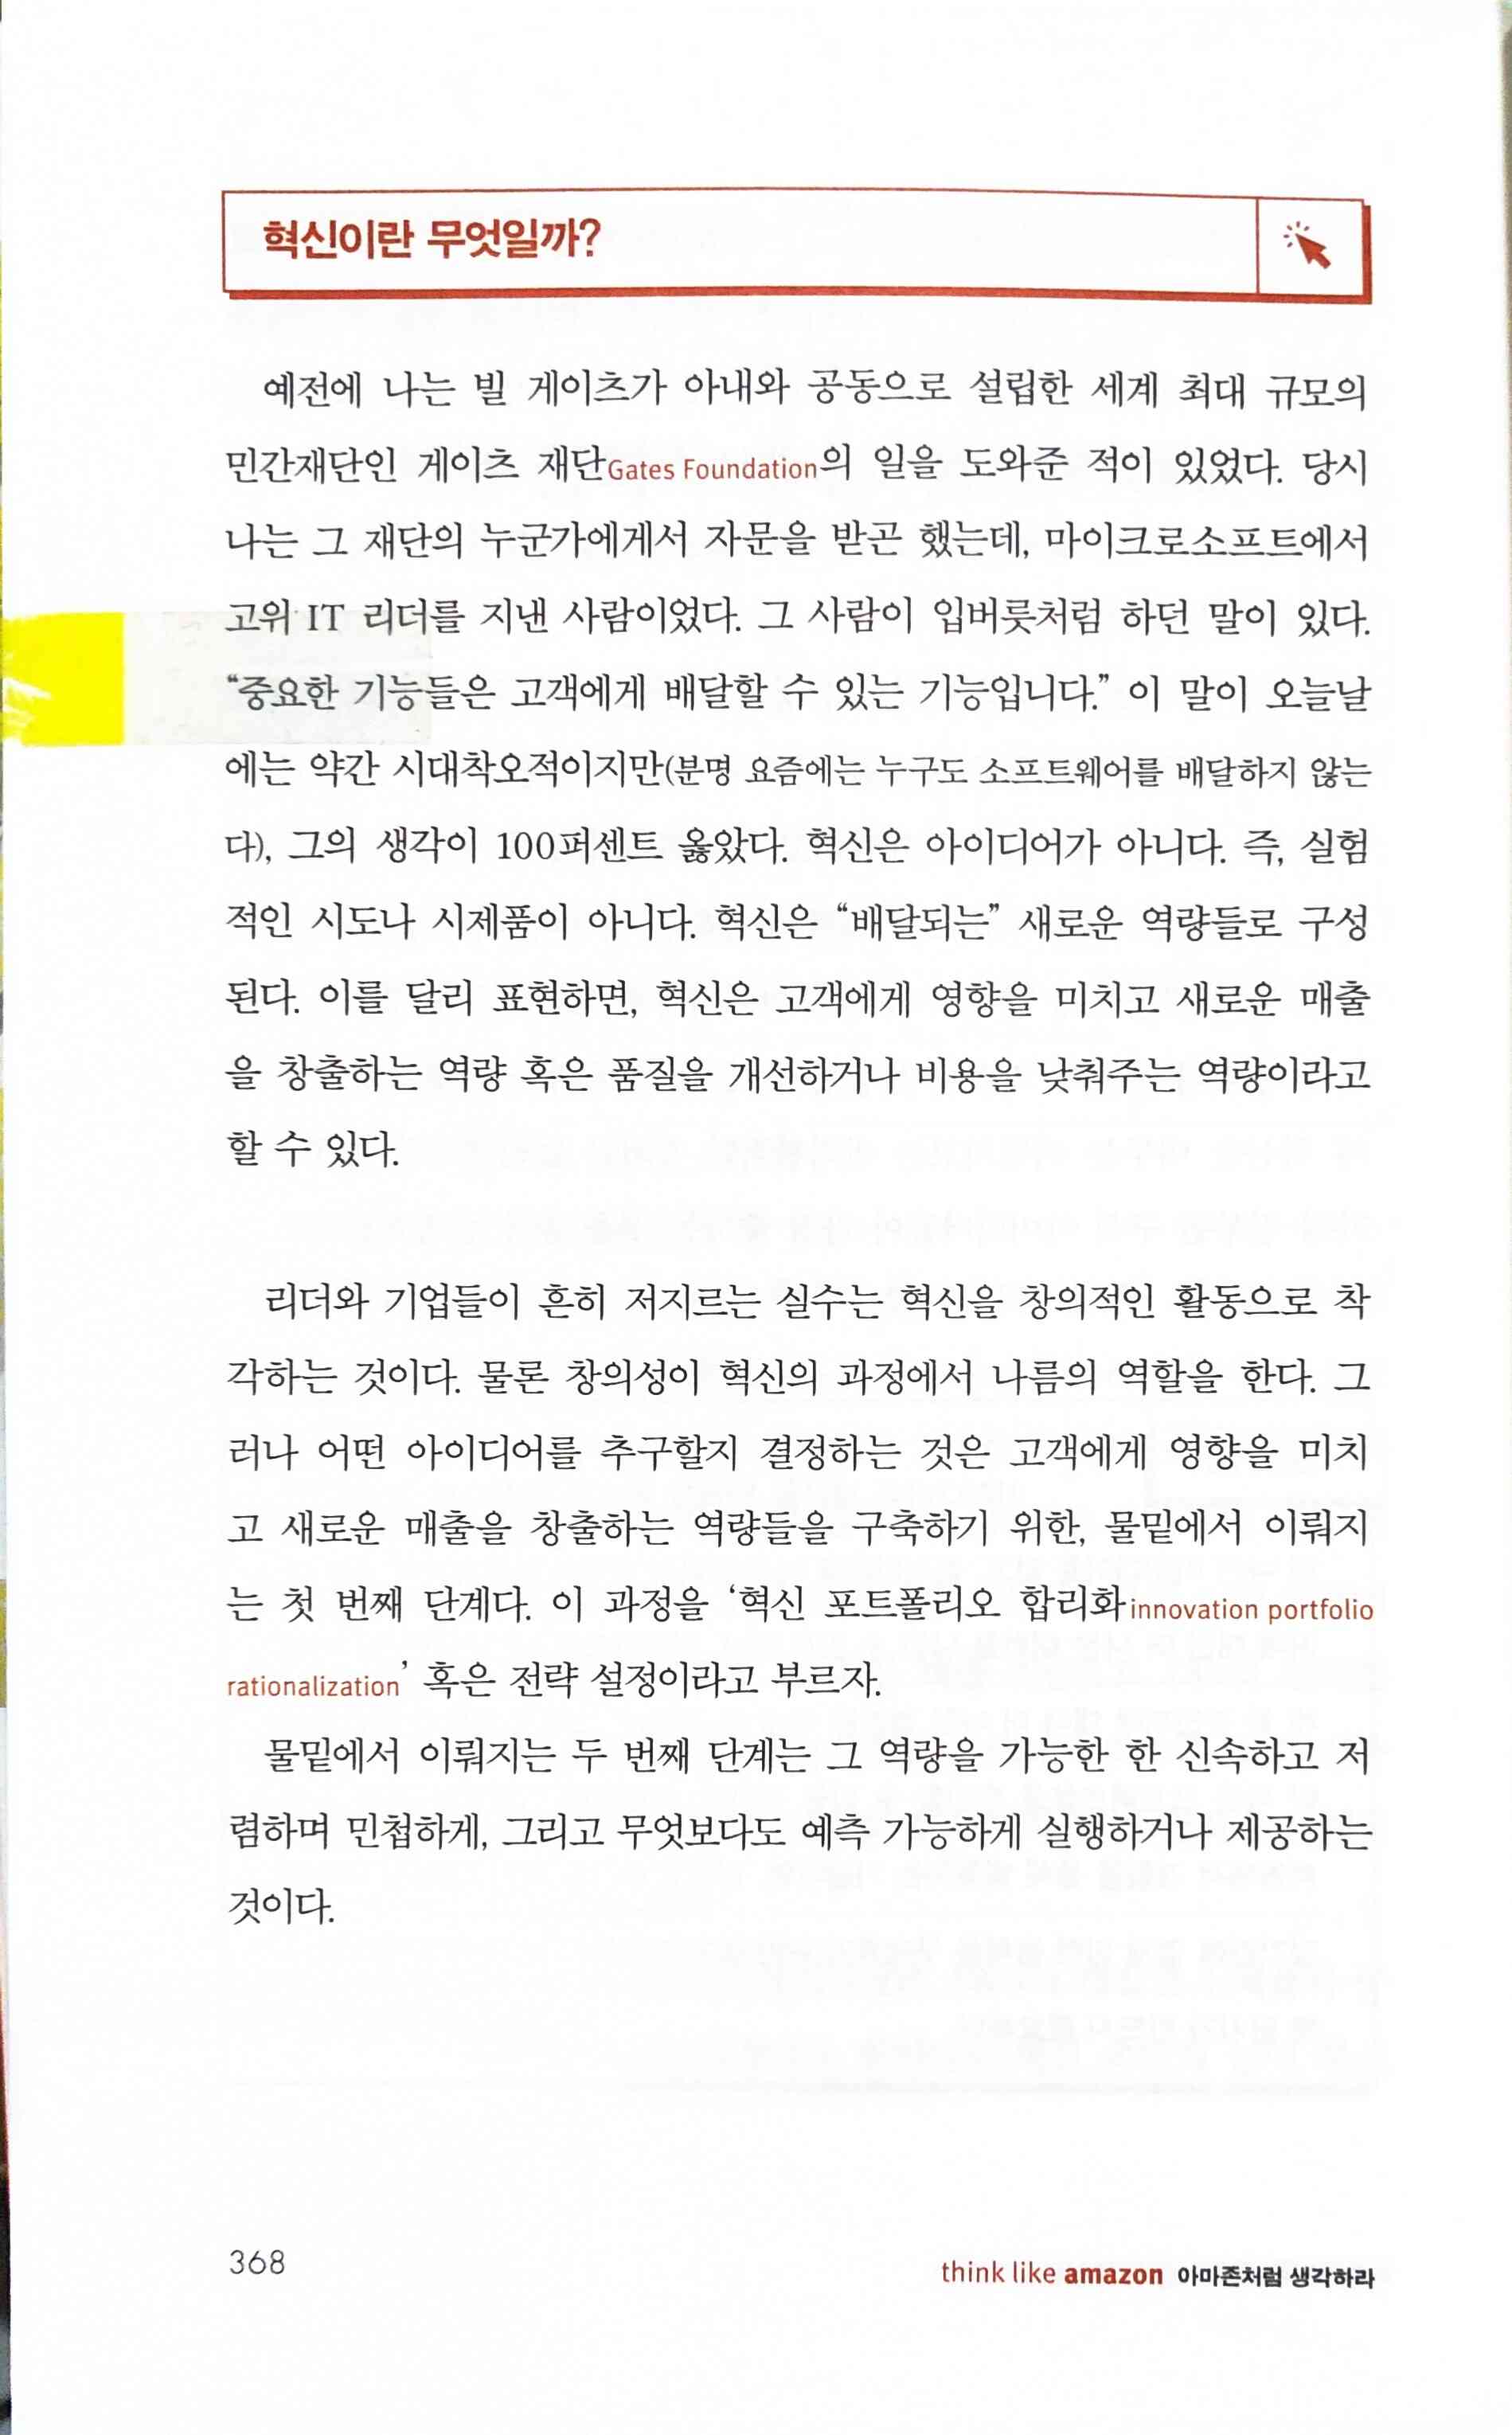 혁신이란 무엇일까?
예전에 나는 빌 게이츠가 아내와 공동으로 설립한 세계 최대 규모의
민간재단인 게이츠 재단Gates Foundation의 일을 도와준 적이 있었다. 당시
나는 그 재단의 누군가에게서 자문을 받곤 했는데, 마이크로소프트에서
고위 IT 리더를 지낸 사람이었다. 그 사람이 입버릇처럼 하던 말이 있다.
“중요한 기능들은 고객에게 배달할 수 있는 기능입니다.” 이 말이 오늘날
에는 약간 시대착오적이지만(분명 요즘에는 누구도 소프트웨어를 배달하지 않는
다), 그의 생각이 100퍼센트 옳았다. 혁신은 아이디어가 아니다. 즉, 실험
적인 시도나 시제품이 아니다. 혁신은 “배달되는” 새로운 역량들로 구성
된다. 이를 달리 표현하면, 혁신은 고객에게 영향을 미치고 새로운 매출
을 창출하는 역량 혹은 품질을 개선하거나 비용을 낮춰주는 역량이라고
할 수 있다.
리더와 기업들이 흔히 저지르는 실수는 혁신을 창의적인 활동으로 착
각하는 것이다. 물론 창의성이 혁신의 과정에서 나름의 역할을 한다. 그
러나 어떤 아이디어를 추구할지 결정하는 것은 고객에게 영향을 미치
고 새로운 매출을 창출하는 역량들을 구축하기 위한, 물밑에서 이뤄지
는 첫 번째 단계다. 이 과정을 ‘혁신 포트폴리오 합리화innovation portfolio
rationalization’ 혹은 전략 설정이라고 부르자.
물밑에서 이뤄지는 두 번째 단계는 그 역량을 가능한 한 신속하고 저
렴하며 민첩하게, 그리고 무엇보다도 예측 가능하게 실행하거나 제공하는
것이다.
368
think like amazon 아마존처럼 생각하라